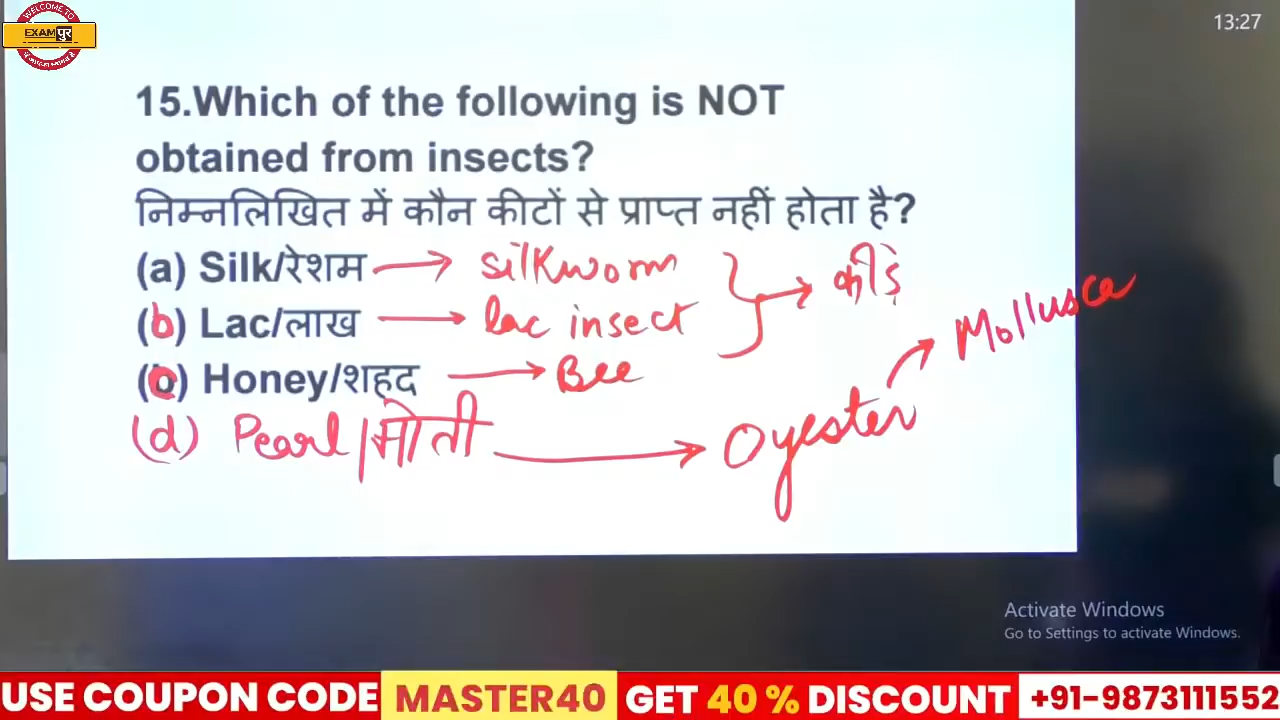 WELCOME TO
EXAMपुर
13:27
15.Which of the following is NOT
obtained from insects?
निम्नलिखित में कौन कीटों से प्राप्त नहीं होता है?
(a) Silk/रेशम → silkworm } → कीड़े
(b) Lac/लाख → lac insect
(c) Honey/शहद → Bee
(d) Pearl/मोती → Oyester → Mollusca
Activate Windows
Go to Settings to activate Windows.
USE COUPON CODE MASTER40 GET 40 % DISCOUNT +91-9873111552